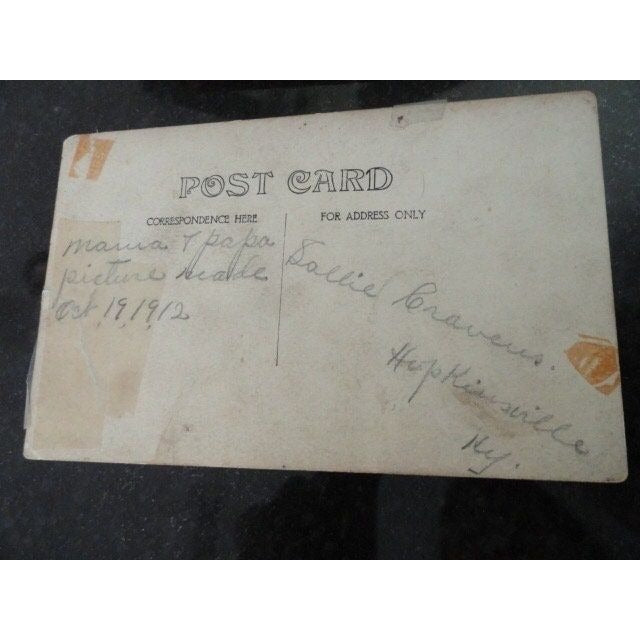 POST CARD
CORRESPONDENCE HERE
FOR ADDRESS ONLY
Mama & papa
picture made
Oct 19, 1912
Sallie Cravens.
Hopkinsville
Ky.